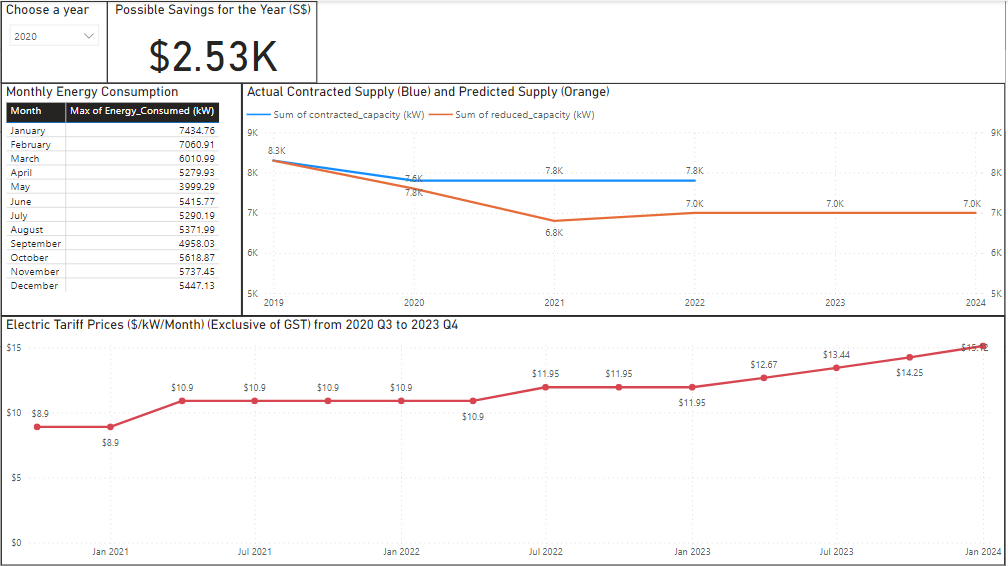 Choose a year
2020
Possible Savings for the Year (S$)
$2.53K
Monthly Energy Consumption
Month Max of Energy_Consumed (kW)
January 7434.76
February 7060.91
March 6010.99
April 5279.93
May 3999.29
June 5415.77
July 5290.19
August 5371.99
September 4958.03
October 5618.87
November 5737.45
December 5447.13
Actual Contracted Supply (Blue) and Predicted Supply (Orange)
Sum of contracted_capacity (kW) Sum of reduced_capacity (kW)
9K 9K
8.3K
8K 7.6K 7.8K 7.8K 8K
7.8K
7K 7.0K 7.0K 7.0K 7K
6.8K
6K 6K
5K 5K
2019 2020 2021 2022 2023 2024
Electric Tariff Prices ($/kW/Month) (Exclusive of GST) from 2020 Q3 to 2023 Q4
$15 $13.44 $15.12
$11.95 $11.95 $12.67 $14.25
$10.9 $10.9 $10.9 $10.9 $11.95
$10 $8.9 $10.9
$8.9
$5
$0
Jan 2021 Jul 2021 Jan 2022 Jul 2022 Jan 2023 Jul 2023 Jan 2024